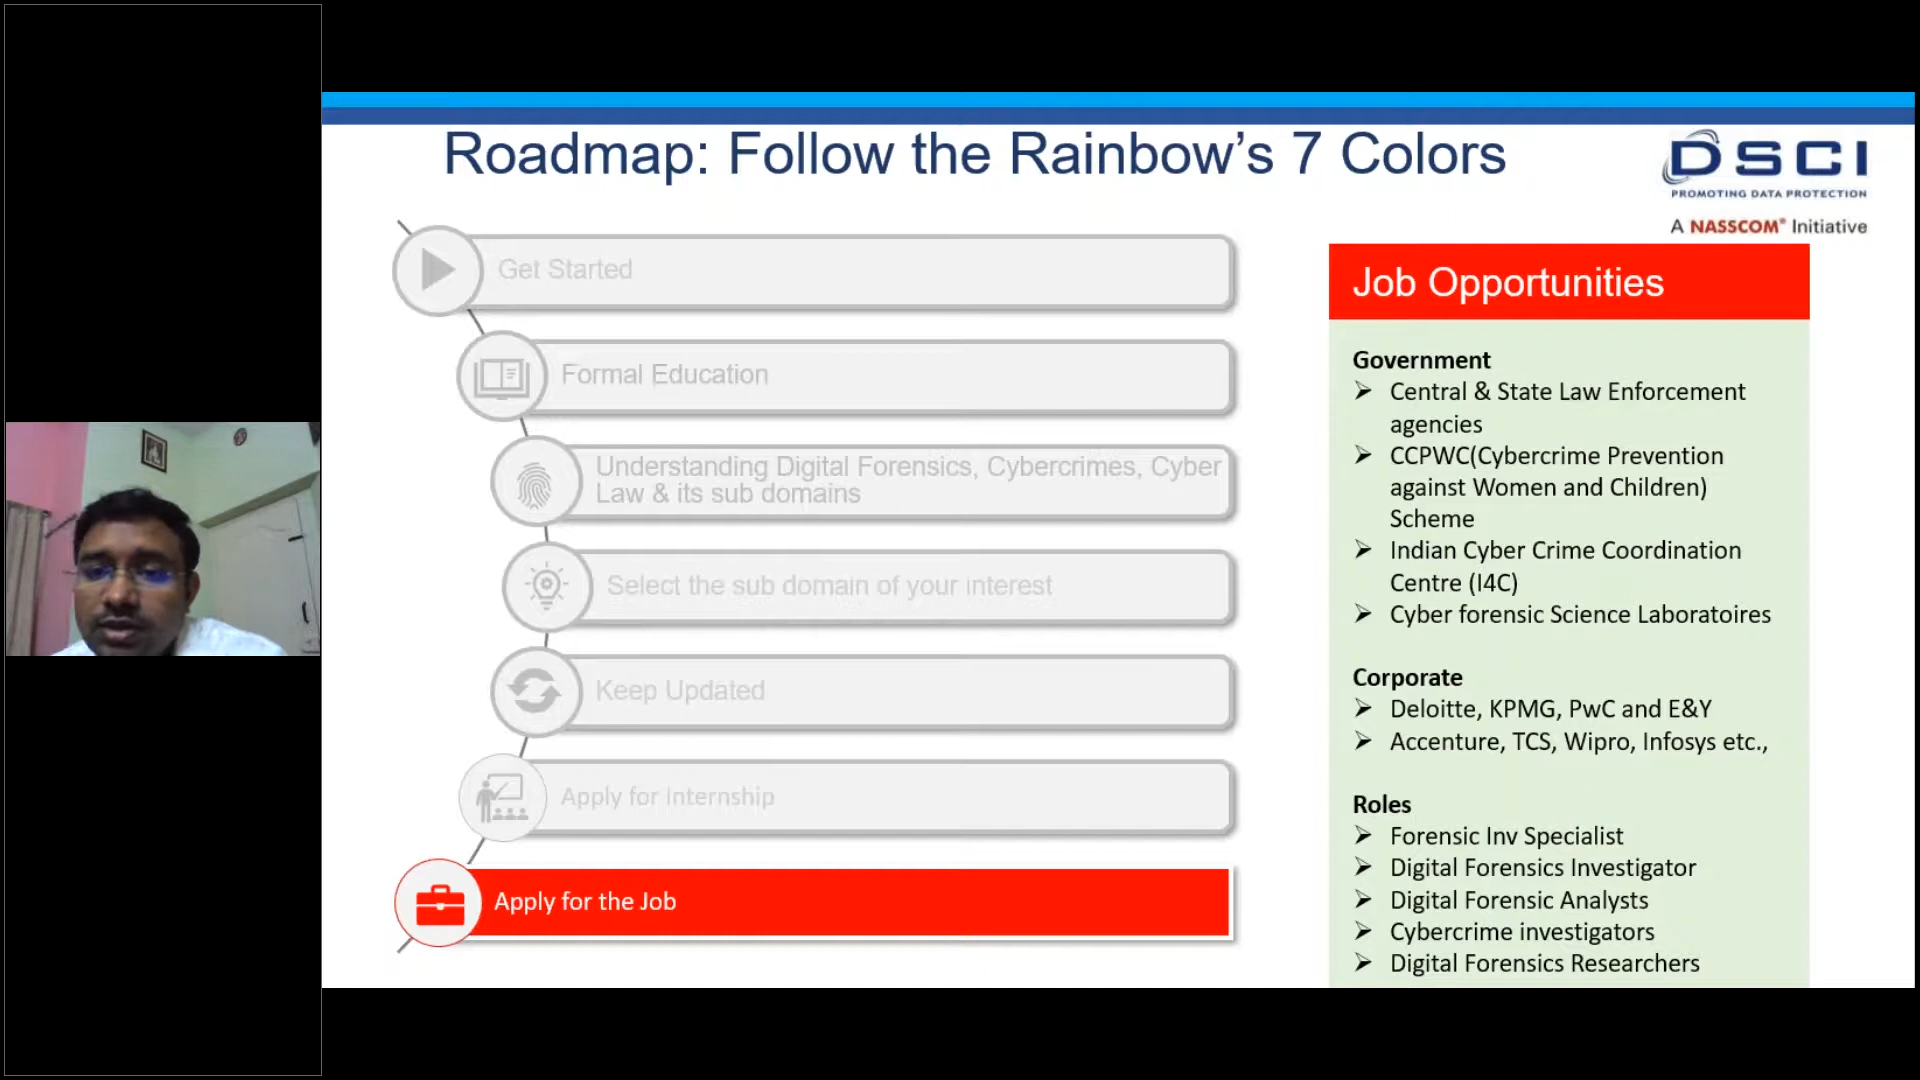 Roadmap: Follow the Rainbow’s 7 Colors
DSCI
PROMOTING DATA PROTECTION
A NASSCOM® Initiative
Get Started
Formal Education
Understanding Digital Forensics, Cybercrimes, Cyber
Law & its sub domains
Select the sub domain of your interest
Keep Updated
Apply for Internship
Apply for the Job
Job Opportunities
Government
Central & State Law Enforcement
agencies
CCPWC(Cybercrime Prevention
against Women and Children)
Scheme
Indian Cyber Crime Coordination
Centre (I4C)
Cyber forensic Science Laboratoires
Corporate
Deloitte, KPMG, PwC and E&Y
Accenture, TCS, Wipro, Infosys etc.,
Roles
Forensic Inv Specialist
Digital Forensics Investigator
Digital Forensic Analysts
Cybercrime investigators
Digital Forensics Researchers